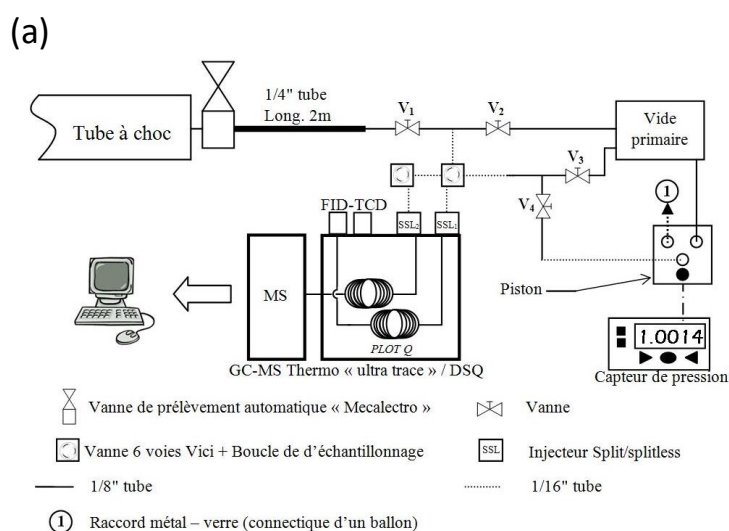 (a)
1/4" tube
Long. 2m
Tube à choc
V₁
V₂
Vide
primaire
V₃
V₄
1
FID-TCD
SSL₂
SSL₁
Piston
MS
PLOT Q
1.0014
GC-MS Thermo « ultra trace » / DSQ
Capteur de pression
Vanne de prélèvement automatique « Mecalectro »
Vanne
Vanne 6 voies Vici + Boucle de d'échantillonnage
SSL
Injecteur Split/splitless
1/8" tube
1/16" tube
1
Raccord métal – verre (connectique d'un ballon)